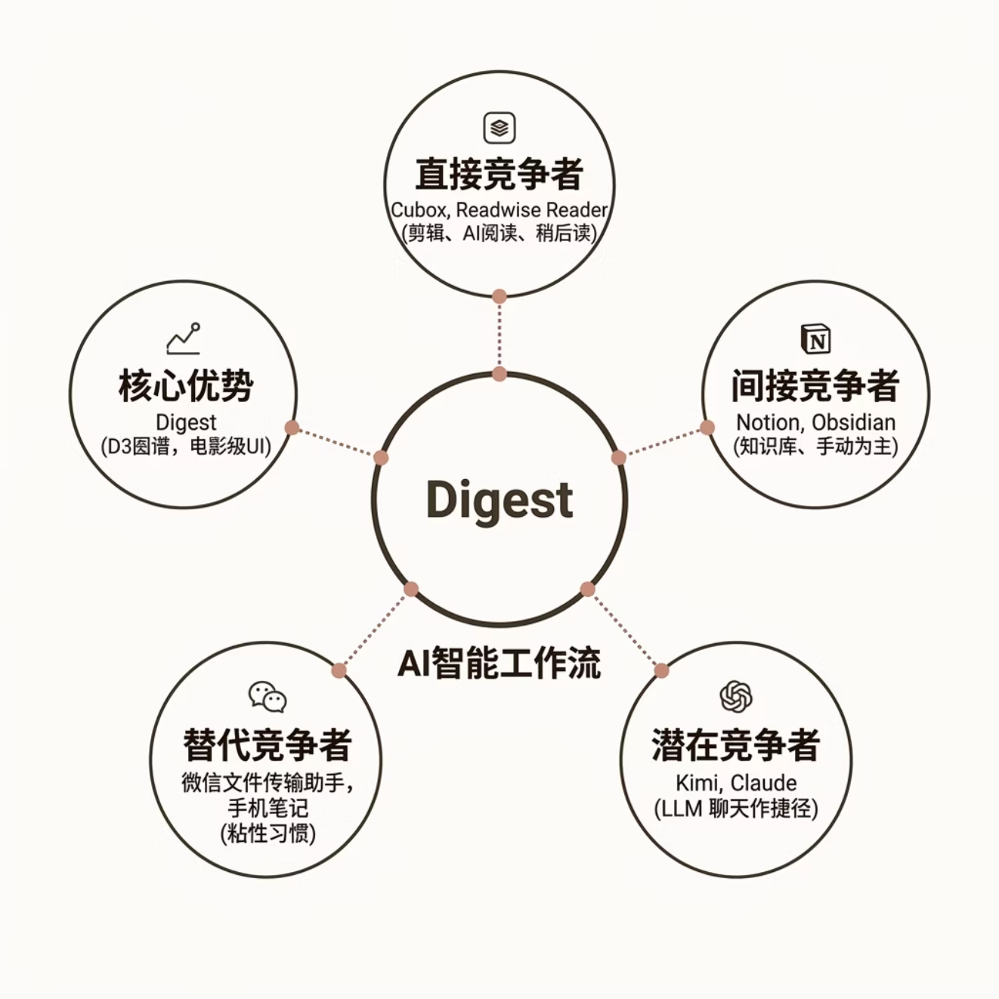 直接竞争者
Cubox, Readwise Reader
(剪辑、AI阅读、稍后读)
核心优势
Digest
(D3图谱，电影级UI)
N
间接竞争者
Notion, Obsidian
(知识库、手动为主)
Digest
AI智能工作流
替代竞争者
微信文件传输助手，
手机笔记
(粘性习惯)
潜在竞争者
Kimi, Claude
(LLM 聊天作捷径)